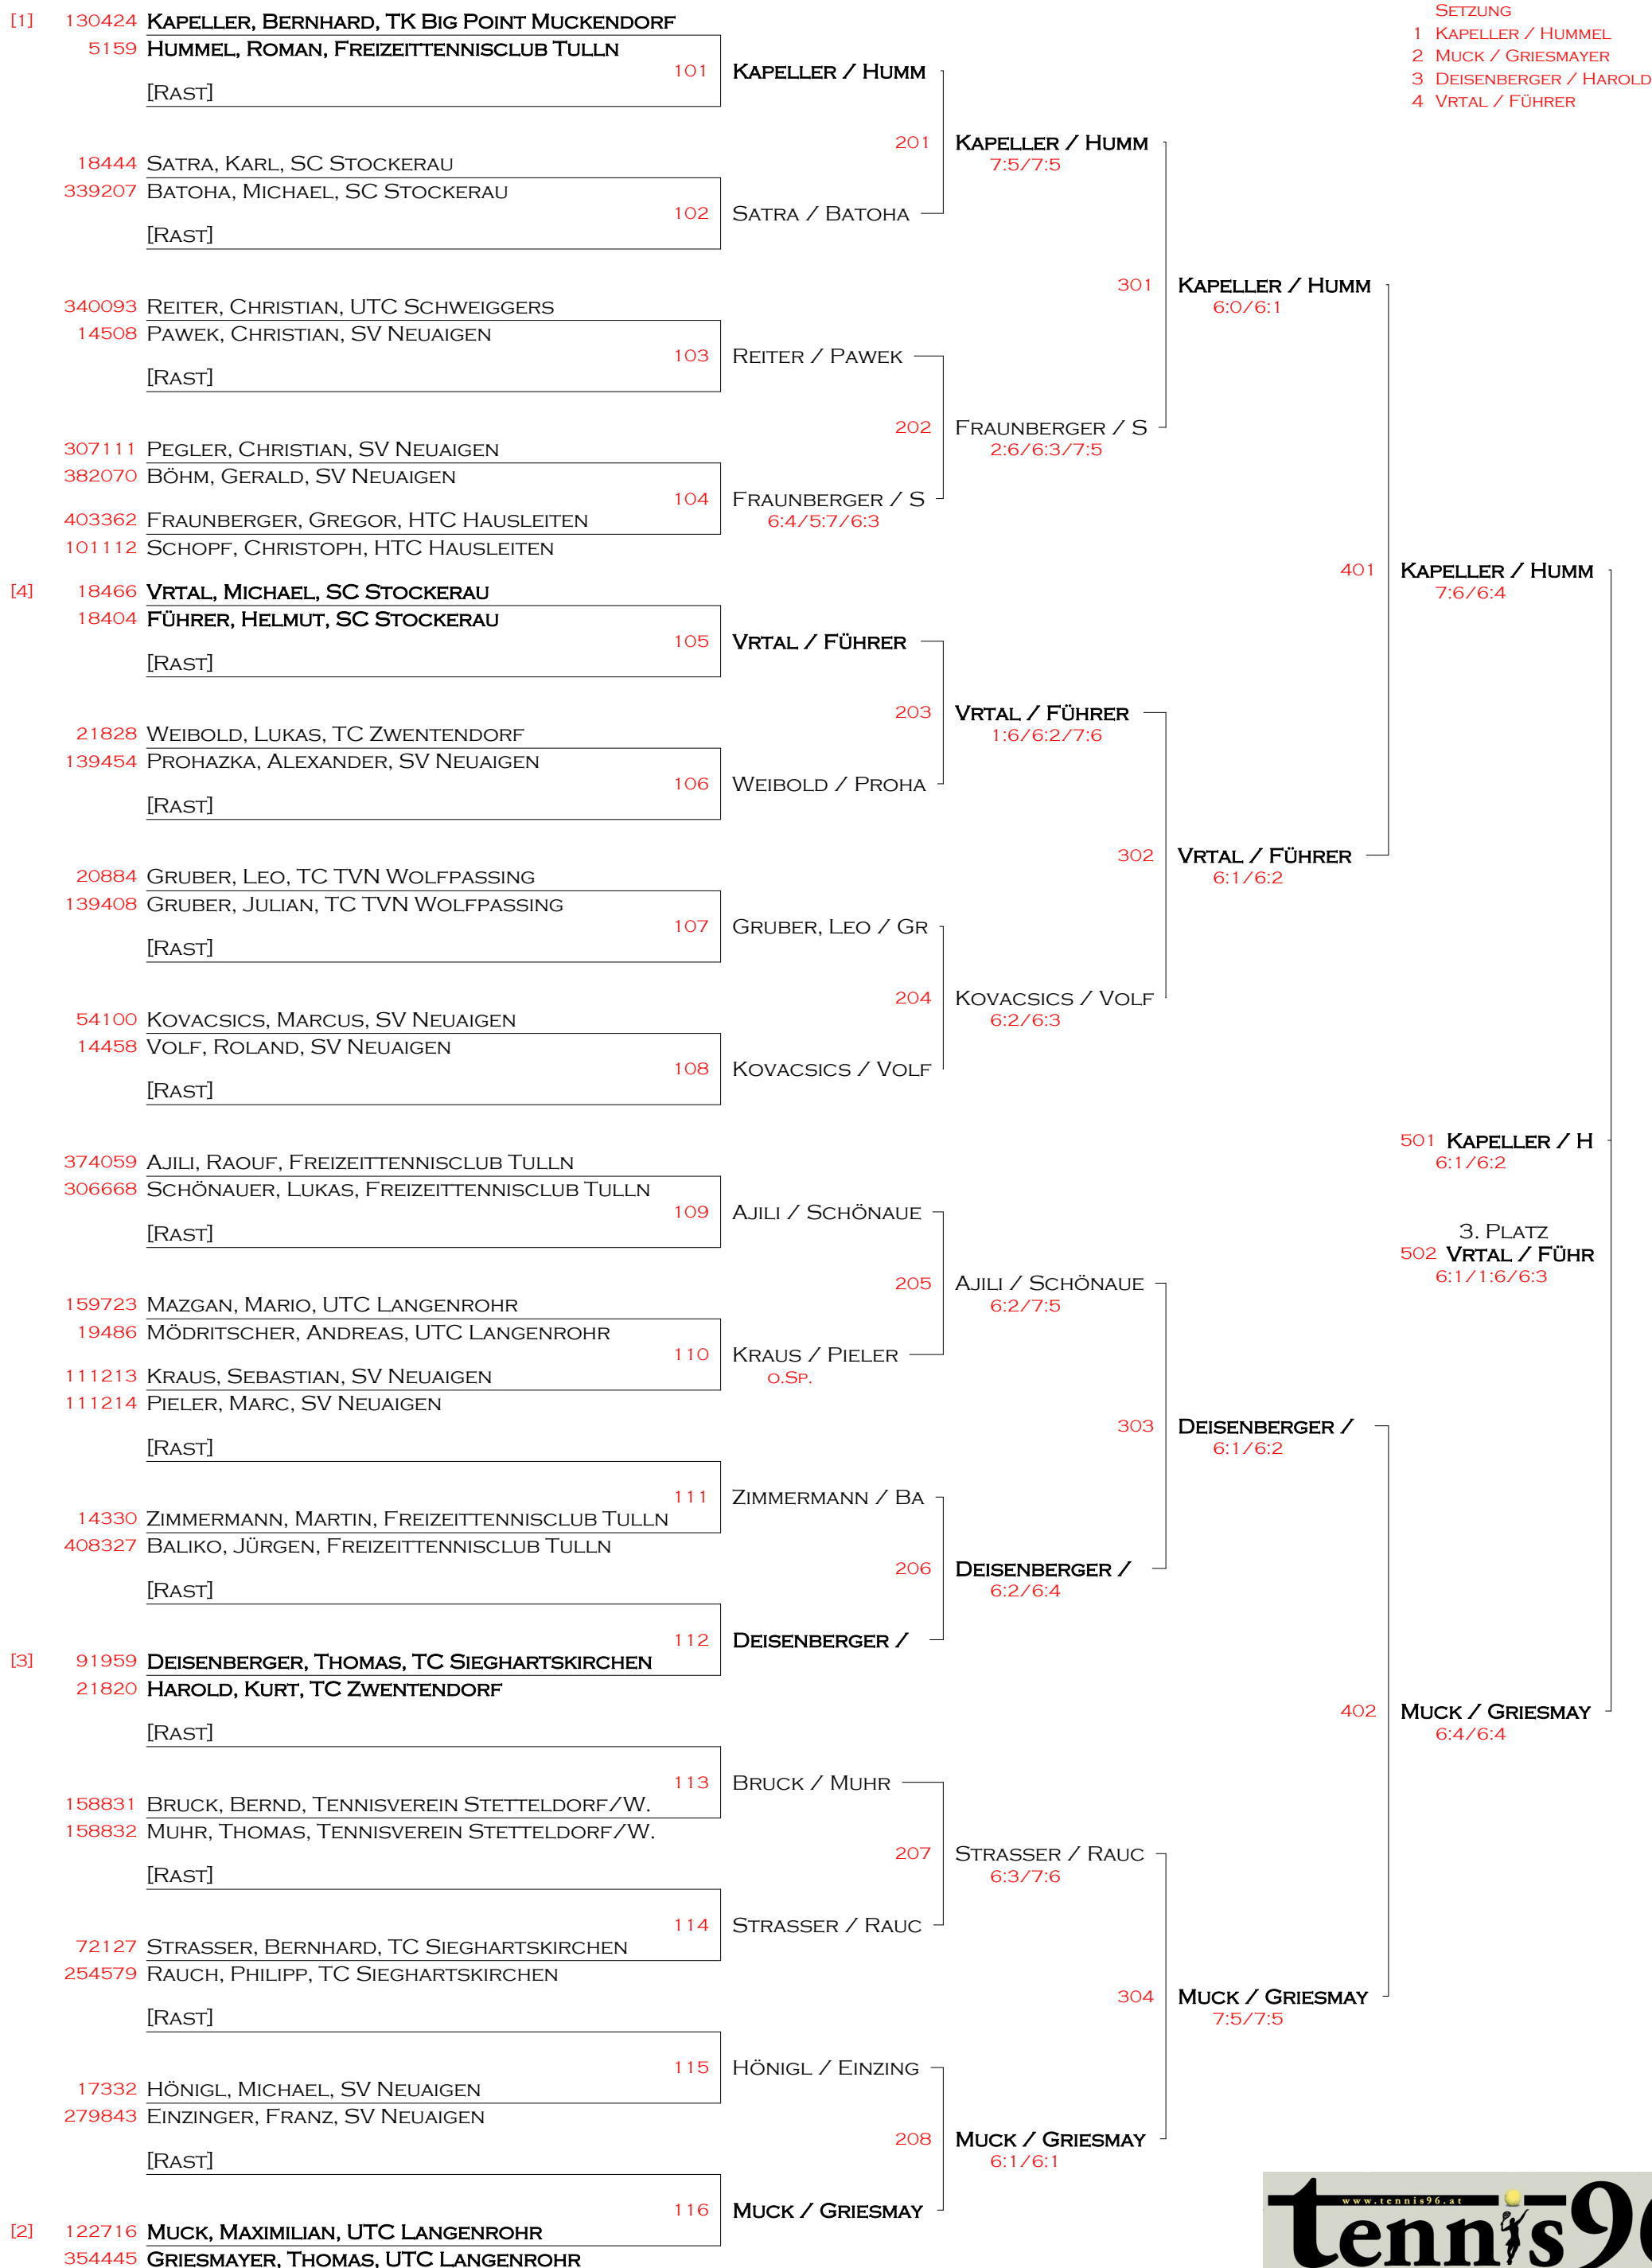 Setzung
1 Kapeller / Hummel
2 Muck / Griesmayer
3 Deisenberger / Harold
4 Vrtal / Führer
[1] 130424 Kapeller, Bernhard, TK Big Point Muckendorf
5159 Hummel, Roman, Freizeittennisclub Tulln
101 Kapeller / Humm
[Rast]
201 Kapeller / Humm
7:5/7:5
18444 Satra, Karl, SC Stockerau
339207 Batoha, Michael, SC Stockerau
102 Satra / Batoha
[Rast]
301 Kapeller / Humm
6:0/6:1
340093 Reiter, Christian, UTC Schweiggers
14508 Pawek, Christian, SV Neuaigen
103 Reiter / Pawek
[Rast]
202 Fraunberger / S
2:6/6:3/7:5
307111 Pegler, Christian, SV Neuaigen
382070 Böhm, Gerald, SV Neuaigen
104 Fraunberger / S
6:4/5:7/6:3
403362 Fraunberger, Gregor, HTC Hausleiten
101112 Schopf, Christoph, HTC Hausleiten
401 Kapeller / Humm
7:6/6:4
[4] 18466 Vrtal, Michael, SC Stockerau
18404 Führer, Helmut, SC Stockerau
105 Vrtal / Führer
[Rast]
203 Vrtal / Führer
1:6/6:2/7:6
21828 Weibold, Lukas, TC Zwentendorf
139454 Prohazka, Alexander, SV Neuaigen
106 Weibold / Proha
[Rast]
302 Vrtal / Führer
6:1/6:2
20884 Gruber, Leo, TC TVN Wolfpassing
139408 Gruber, Julian, TC TVN Wolfpassing
107 Gruber, Leo / Gr
[Rast]
204 Kovacsics / Volf
6:2/6:3
54100 Kovacsics, Marcus, SV Neuaigen
14458 Volf, Roland, SV Neuaigen
108 Kovacsics / Volf
[Rast]
501 Kapeller / H
6:1/6:2
374059 Ajili, Raouf, Freizeittennisclub Tulln
306668 Schönauer, Lukas, Freizeittennisclub Tulln
109 Ajili / Schönaue
[Rast]
3. Platz
502 Vrtal / Führ
6:1/1:6/6:3
205 Ajili / Schönaue
6:2/7:5
159723 Mazgan, Mario, UTC Langenrohr
19486 Mödritscher, Andreas, UTC Langenrohr
110 Kraus / Pieler
o.Sp.
111213 Kraus, Sebastian, SV Neuaigen
111214 Pieler, Marc, SV Neuaigen
303 Deisenberger /
6:1/6:2
[Rast]
111 Zimmermann / Ba
14330 Zimmermann, Martin, Freizeittennisclub Tulln
408327 Baliko, Jürgen, Freizeittennisclub Tulln
206 Deisenberger /
6:2/6:4
[Rast]
112 Deisenberger /
[3] 91959 Deisenberger, Thomas, TC Sieghartskirchen
21820 Harold, Kurt, TC Zwentendorf
402 Muck / Griesmay
6:4/6:4
[Rast]
113 Bruck / Muhr
158831 Bruck, Bernd, Tennisverein Stetteldorf/W.
158832 Muhr, Thomas, Tennisverein Stetteldorf/W.
207 Strasser / Rauc
6:3/7:6
[Rast]
114 Strasser / Rauc
72127 Strasser, Bernhard, TC Sieghartskirchen
254579 Rauch, Philipp, TC Sieghartskirchen
304 Muck / Griesmay
7:5/7:5
[Rast]
115 Hönigl / Einzing
17332 Hönigl, Michael, SV Neuaigen
279843 Einzinger, Franz, SV Neuaigen
208 Muck / Griesmay
6:1/6:1
[Rast]
116 Muck / Griesmay
[2] 122716 Muck, Maximilian, UTC Langenrohr
354445 Griesmayer, Thomas, UTC Langenrohr
www.tennis96.at
tennis96